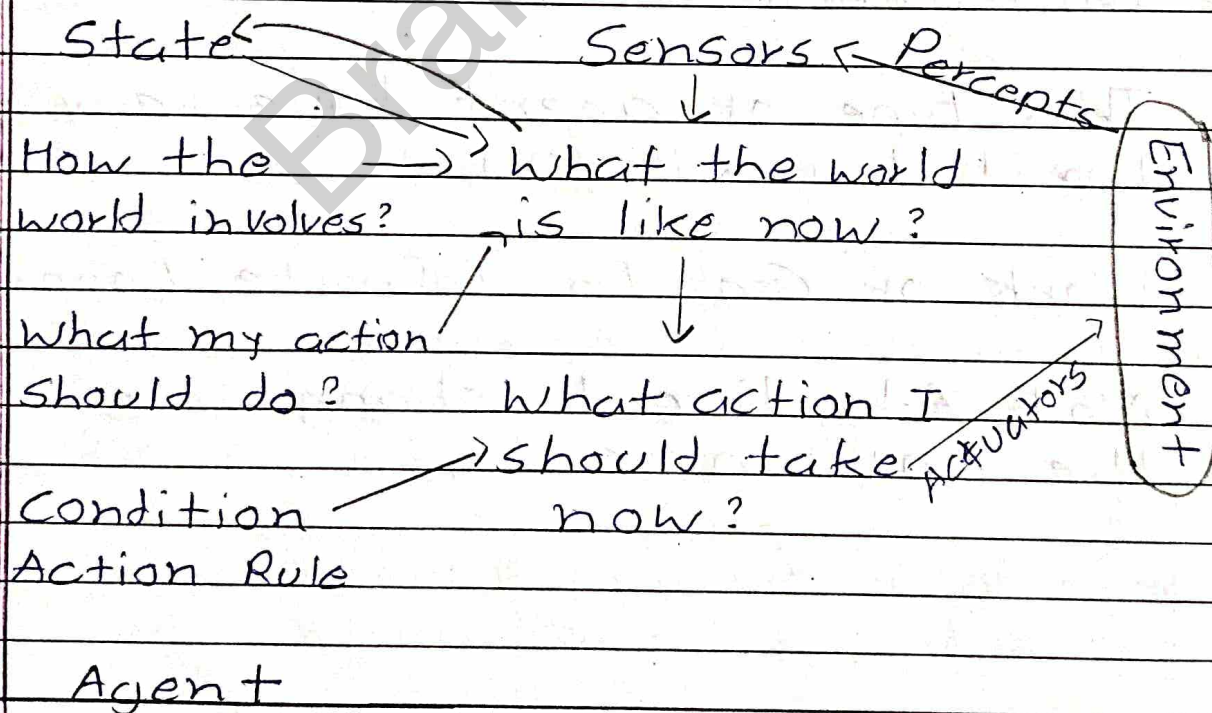 State Sensors Percepts
How the What the world
world involves? is like now?
What my action
should do? What action I
should take Actuators
Condition now?
Action Rule
Agent
Environment
Bra